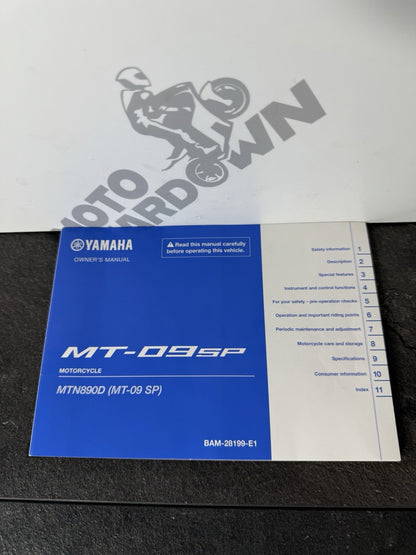 MOTO
TEARDOWN
YAMAHA
OWNER'S MANUAL
Read this manual carefully
before operating this vehicle.
MT-09SP
MOTORCYCLE
MTN890D (MT-09 SP)
BAM-28199-E1
Safety information 1
Description 2
Special features 3
Instrument and control functions 4
For your safety – pre-operation checks 5
Operation and important riding points 6
Periodic maintenance and adjustment 7
Motorcycle care and storage 8
Specifications 9
Consumer information 10
Index 11